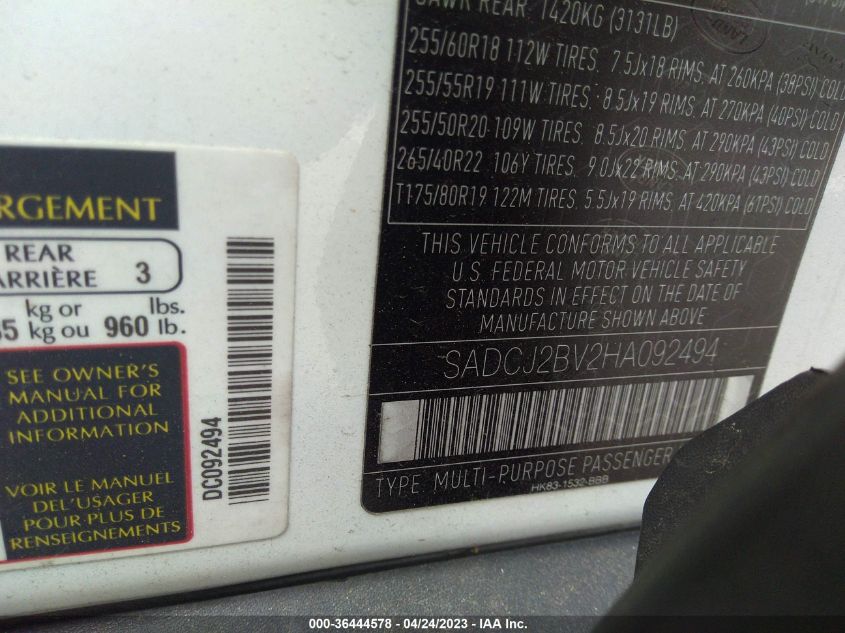 GAWR REAR 1420KG (3131LB)
255/60R18 112W TIRES. 7.5Jx18 RIMS. AT 260KPA (38PSI) COLD
255/55R19 111W TIRES. 8.5Jx19 RIMS. AT 270KPA (40PSI) COLD
255/50R20 109W TIRES. 8.5Jx20 RIMS. AT 290KPA (43PSI) COLD
265/40R22 106Y TIRES. 9.0Jx22 RIMS. AT 290KPA (43PSI) COLD
T175/80R19 122M TIRES. 5.5Jx19 RIMS. AT 420KPA (61PSI) COLD
THIS VEHICLE CONFORMS TO ALL APPLICABLE
U.S. FEDERAL MOTOR VEHICLE SAFETY
STANDARDS IN EFFECT ON THE DATE OF
MANUFACTURE SHOWN ABOVE
SADCJ2BV2HA092494
TYPE MULTI-PURPOSE PASSENGER
HK83-1532-BBB
RGEMENT
REAR
ARRIÈRE 3
kg or lbs.
5 kg ou 960 lb.
SEE OWNER'S
MANUAL FOR
ADDITIONAL
INFORMATION
VOIR LE MANUEL
DE L'USAGER
POUR PLUS DE
RENSEIGNEMENTS
DC092494
000-36444578 / 04/24/2023 - IAA Inc.